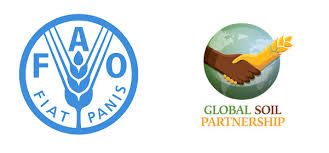 F A O
FIAT PANIS
GLOBAL SOIL
PARTNERSHIP